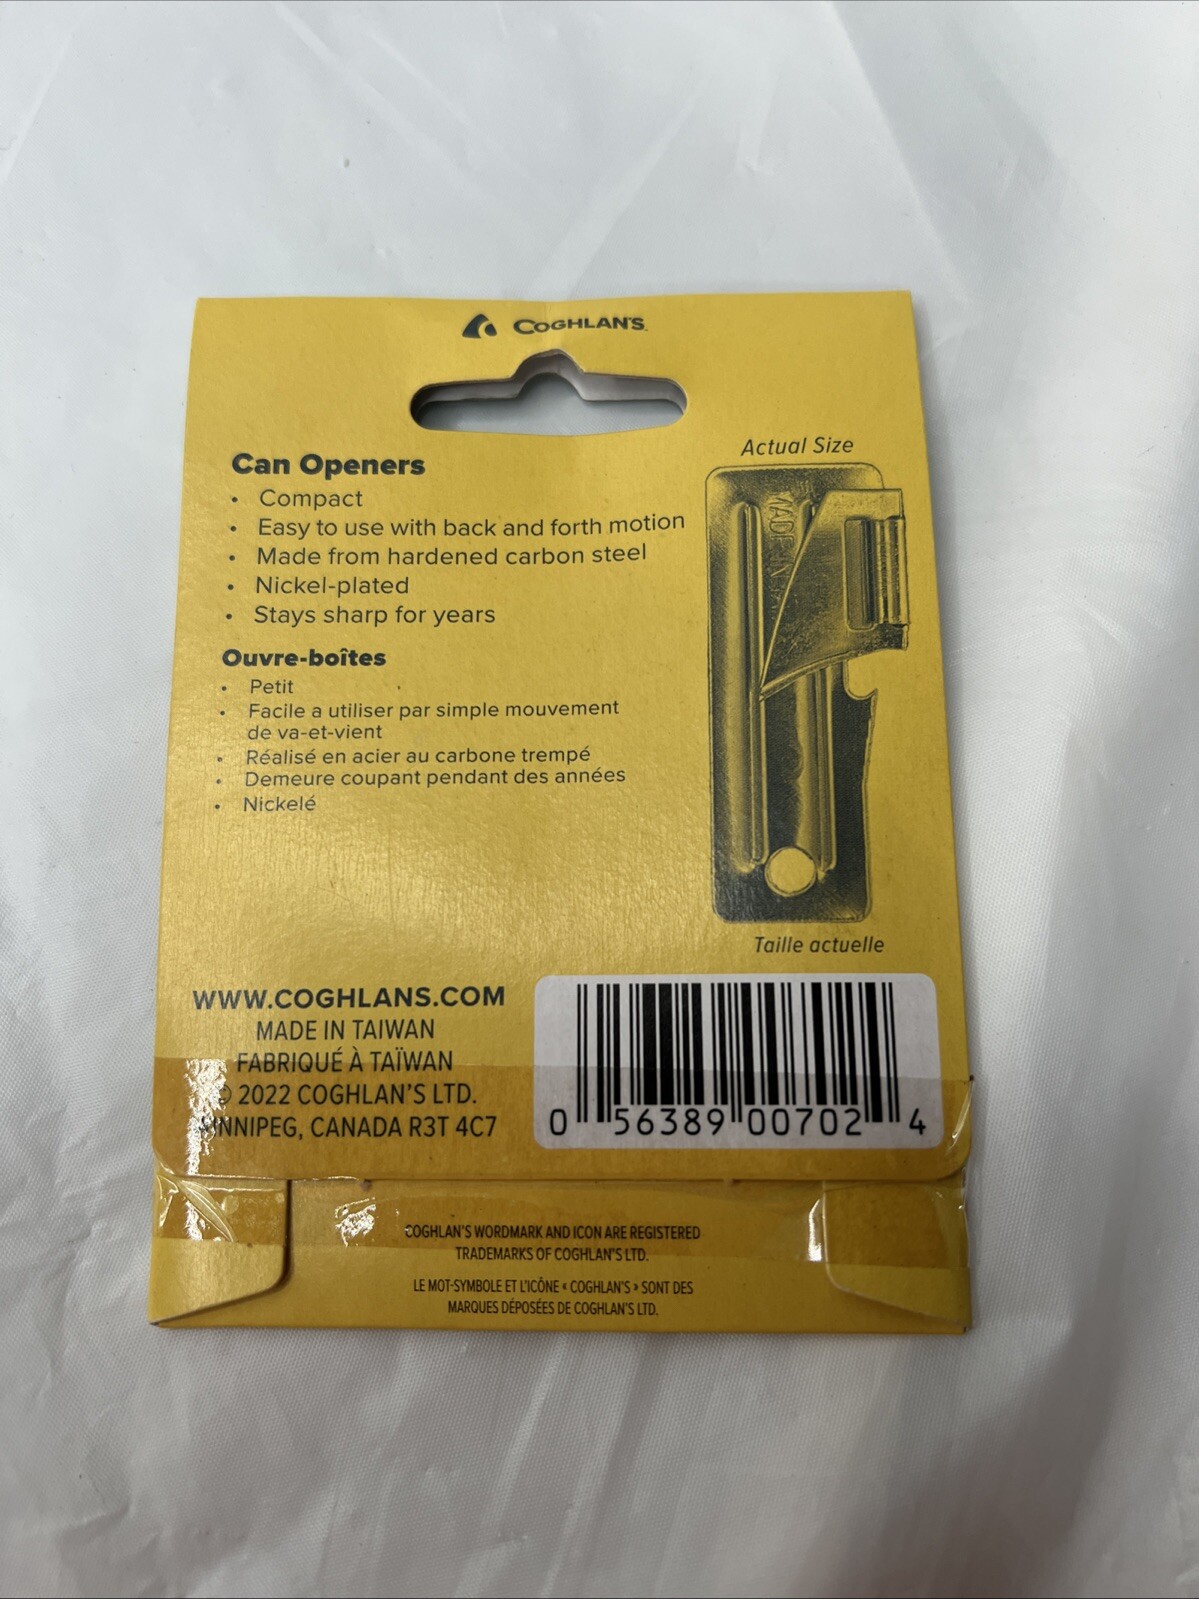 COGHLAN'S
Can Openers
• Compact
• Easy to use with back and forth motion
• Made from hardened carbon steel
• Nickel-plated
• Stays sharp for years
Ouvre-boîtes
• Petit
• Facile a utiliser par simple mouvement
de va-et-vient
• Réalisé en acier au carbone trempé
• Demeure coupant pendant des années
• Nickelé
Actual Size
MADE IN
Taille actuelle
WWW.COGHLANS.COM
MADE IN TAIWAN
FABRIQUÉ À TAÏWAN
© 2022 COGHLAN'S LTD.
WINNIPEG, CANADA R3T 4C7
0 56389 00702 4
COGHLAN'S WORDMARK AND ICON ARE REGISTERED
TRADEMARKS OF COGHLAN'S LTD.
LE MOT-SYMBOLE ET L'ICÔNE « COGHLAN'S » SONT DES
MARQUES DÉPOSÉES DE COGHLAN'S LTD.